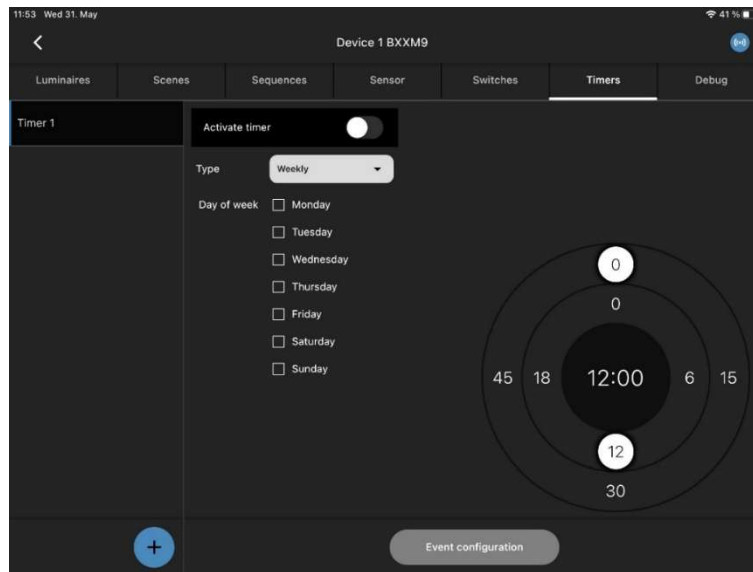 11:53 Wed 31. May 41 %
Device 1 BXXM9
Luminaires Scenes Sequences Sensor Switches Timers Debug
Timer 1
Activate timer
Type Weekly
Day of week Monday
Tuesday
Wednesday
Thursday
Friday
Saturday
Sunday
0
0
45 18 12:00 6 15
12
30
+
Event configuration